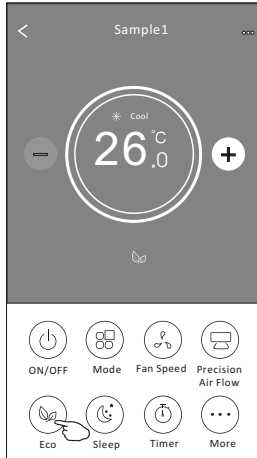 Sample1
Cool
26.0°C
ON/OFF
Mode
Fan Speed
Precision
Air Flow
Eco
Sleep
Timer
More